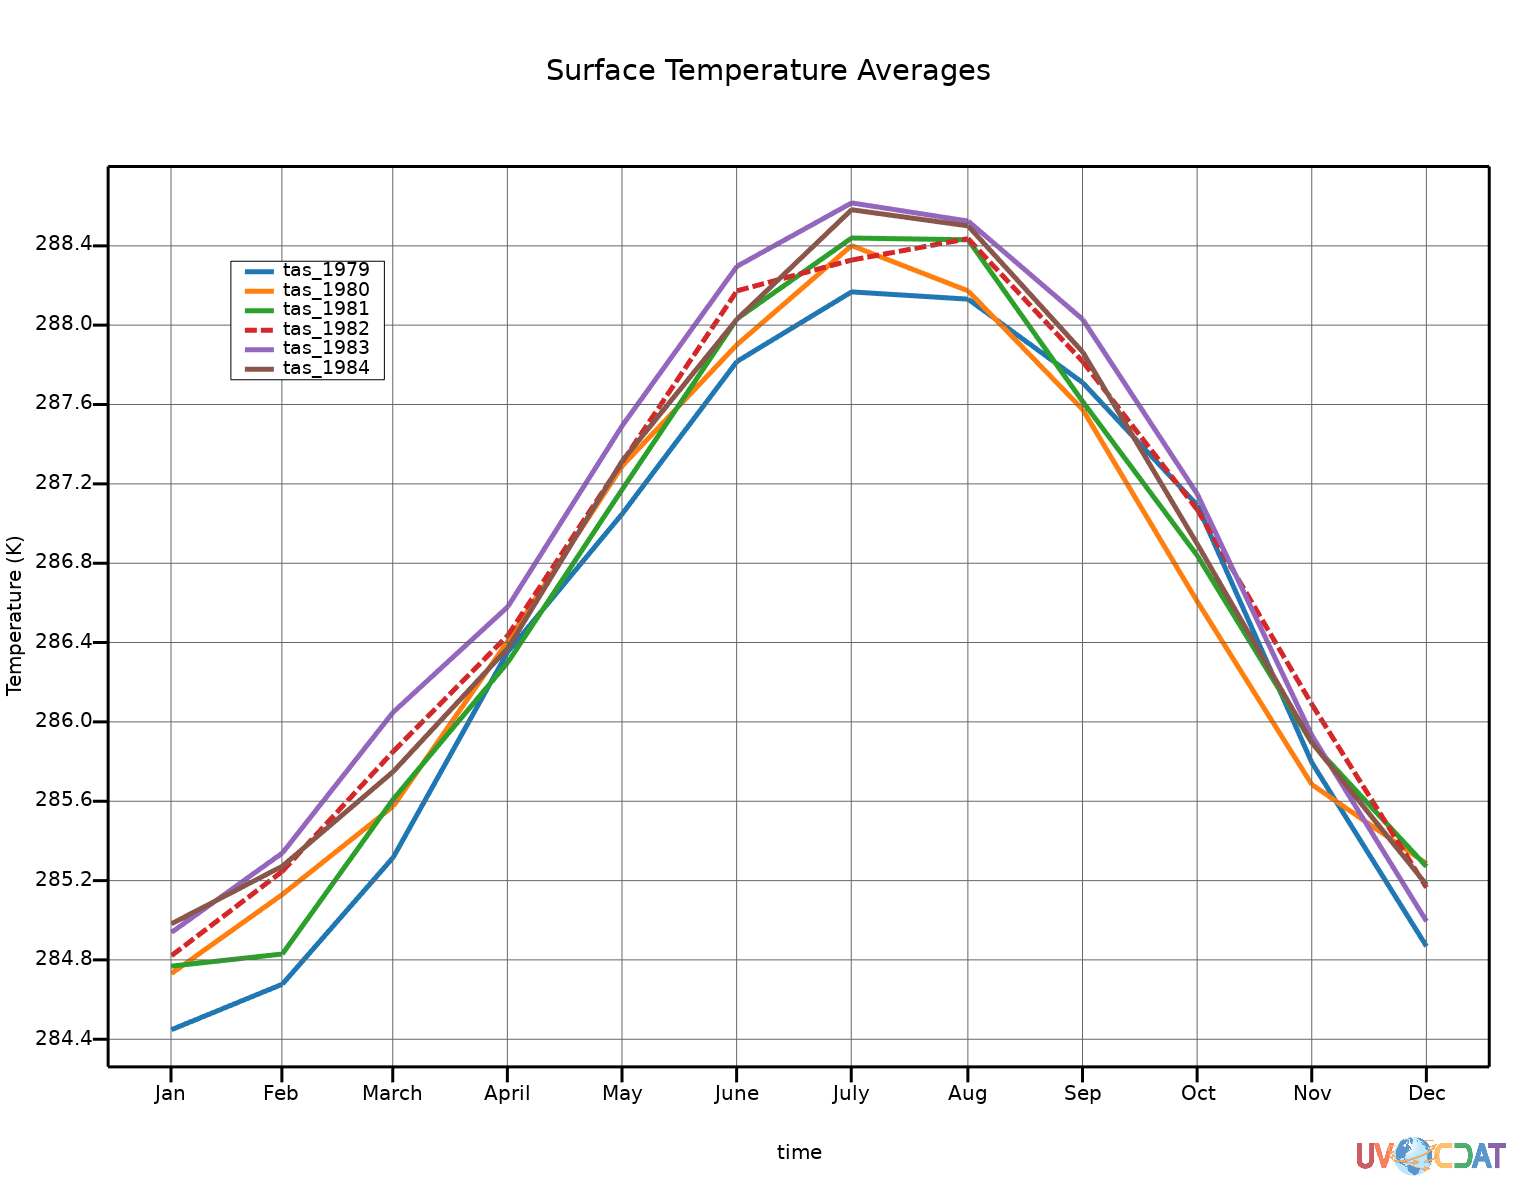 Surface Temperature Averages
288.4
288.0
287.6
287.2
286.8
286.4
286.0
285.6
285.2
284.8
284.4
Temperature (K)
tas_1979
tas_1980
tas_1981
tas_1982
tas_1983
tas_1984
Jan Feb March April May June July Aug Sep Oct Nov Dec
time
UV CDAT